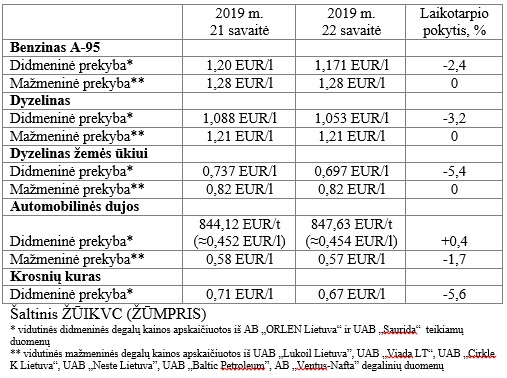 2019 m. 2019 m. Laikotarpio
21 savaitė 22 savaitė pokytis, %
Benzinas A-95
Didmeninė prekyba* 1,20 EUR/l 1,171 EUR/l -2,4
Mažmeninė prekyba** 1,28 EUR/l 1,28 EUR/l 0
Dyzelinas
Didmeninė prekyba* 1,088 EUR/l 1,053 EUR/l -3,2
Mažmeninė prekyba** 1,21 EUR/l 1,21 EUR/l 0
Dyzelinas žemės ūkiui
Didmeninė prekyba* 0,737 EUR/l 0,697 EUR/l -5,4
Mažmeninė prekyba** 0,82 EUR/l 0,82 EUR/l 0
Automobilinės dujos
844,12 EUR/t 847,63 EUR/t
Didmeninė prekyba* (≈0,452 EUR/l) (≈0,454 EUR/l) +0,4
Mažmeninė prekyba** 0,58 EUR/l 0,57 EUR/l -1,7
Krosnių kuras
Didmeninė prekyba* 0,71 EUR/l 0,67 EUR/l -5,6
Šaltinis ŽŪIKVC (ŽŪMPRIS)
* vidutinės didmeninės degalų kainos apskaičiuotos iš AB „ORLEN Lietuva“ ir UAB „Saurida“ teikiamų
duomenų
** vidutinės mažmeninės degalų kainos apskaičiuotos iš UAB „Lukoil Lietuva”, UAB „Viada LT“, UAB „Cirkle
K Lietuva“, UAB „Neste Lietuva”, UAB „Baltic Petroleum”, AB „Ventus-Nafta” degalinių duomenų